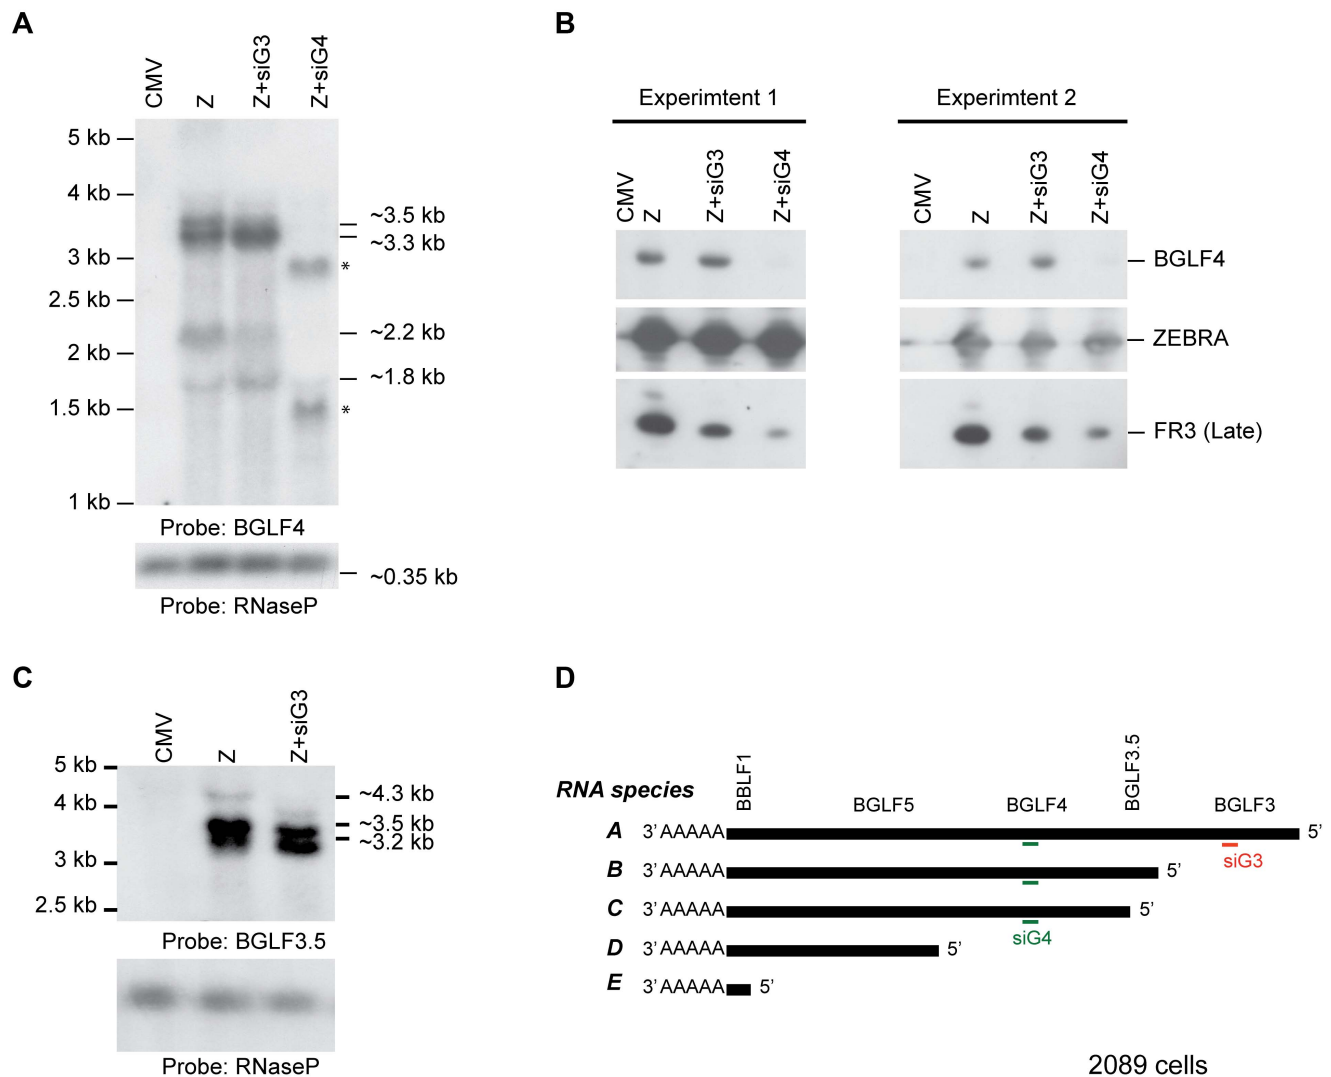 A
CMV
Z
Z+siG3
Z+siG4
5 kb
4 kb
3 kb
2.5 kb
2 kb
1.5 kb
1 kb
~3.5 kb
~3.3 kb
*
~2.2 kb
~1.8 kb
*
Probe: BGLF4
~0.35 kb
Probe: RNaseP
B
Experimtent 1
Experimtent 2
CMV
Z
Z+siG3
Z+siG4
CMV
Z
Z+siG3
Z+siG4
BGLF4
ZEBRA
FR3 (Late)
C
CMV
Z
Z+siG3
5 kb
4 kb
3 kb
2.5 kb
~4.3 kb
~3.5 kb
~3.2 kb
Probe: BGLF3.5
Probe: RNaseP
D
RNA species
BBLF1
BGLF5
BGLF4
BGLF3.5
BGLF3
A 3’ AAAAA 5’
siG3
B 3’ AAAAA 5’
C 3’ AAAAA 5’
siG4
D 3’ AAAAA 5’
E 3’ AAAAA 5’
2089 cells